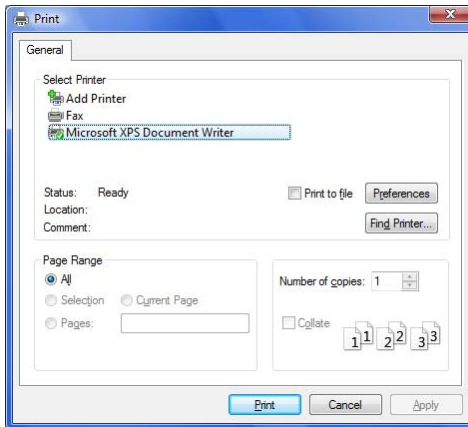 Print
General
Select Printer
Add Printer
Fax
Microsoft XPS Document Writer
Status: Ready
Print to file
Preferences
Location:
Comment:
Find Printer...
Page Range
All
Selection Current Page
Pages:
Number of copies: 1
Collate
1 1 2 2 3 3
Print Cancel Apply